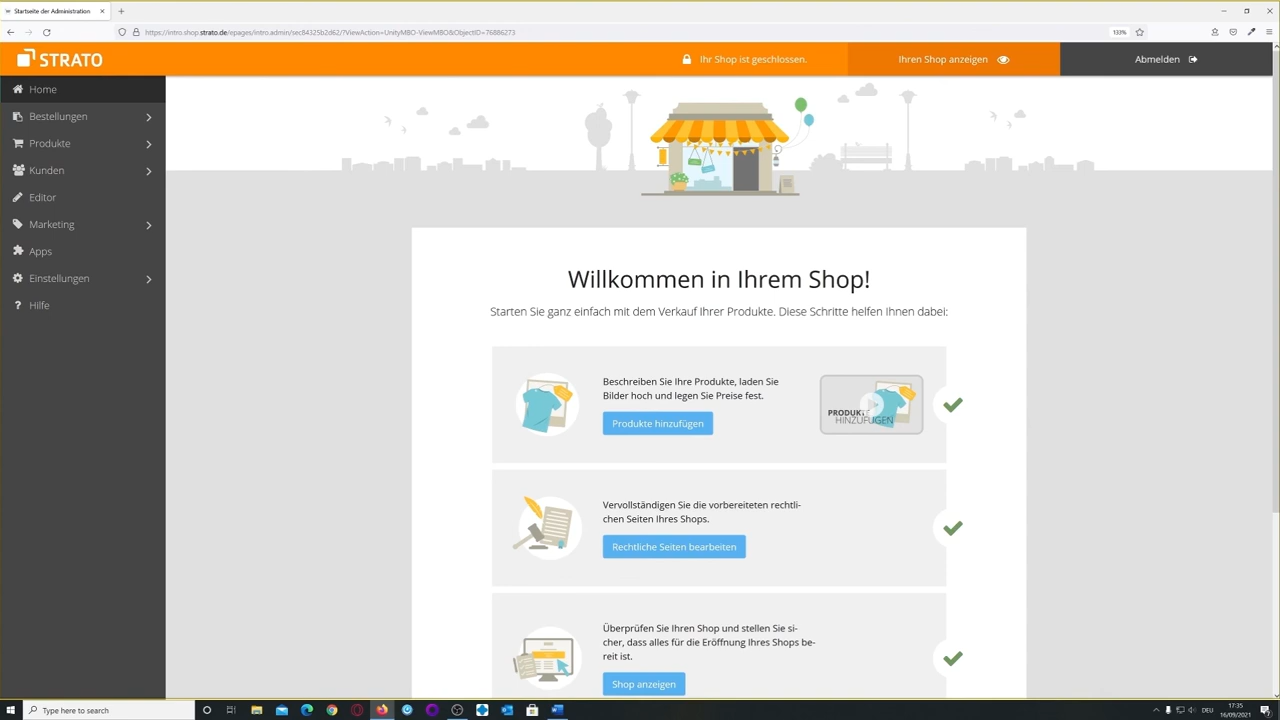 Startseite der Administration
https://intro.shop.strato.de/epages/intro.admin/sec84325b2d62/?ViewAction=UnityMBO-ViewMBO&ObjectID=76886273
133%
STRATO
Ihr Shop ist geschlossen.
Ihren Shop anzeigen
Abmelden
Home
Bestellungen
Produkte
Kunden
Editor
Marketing
Apps
Einstellungen
Hilfe
Willkommen in Ihrem Shop!
Starten Sie ganz einfach mit dem Verkauf Ihrer Produkte. Diese Schritte helfen Ihnen dabei:
Beschreiben Sie Ihre Produkte, laden Sie
Bilder hoch und legen Sie Preise fest.
Produkte hinzufügen
PRODUKT
HINZUFÜGEN
Vervollständigen Sie die vorbereiteten rechtli-
chen Seiten Ihres Shops.
Rechtliche Seiten bearbeiten
Überprüfen Sie Ihren Shop und stellen Sie si-
cher, dass alles für die Eröffnung Ihres Shops be-
reit ist.
Shop anzeigen
Type here to search
DEU
17:35
16/09/2021